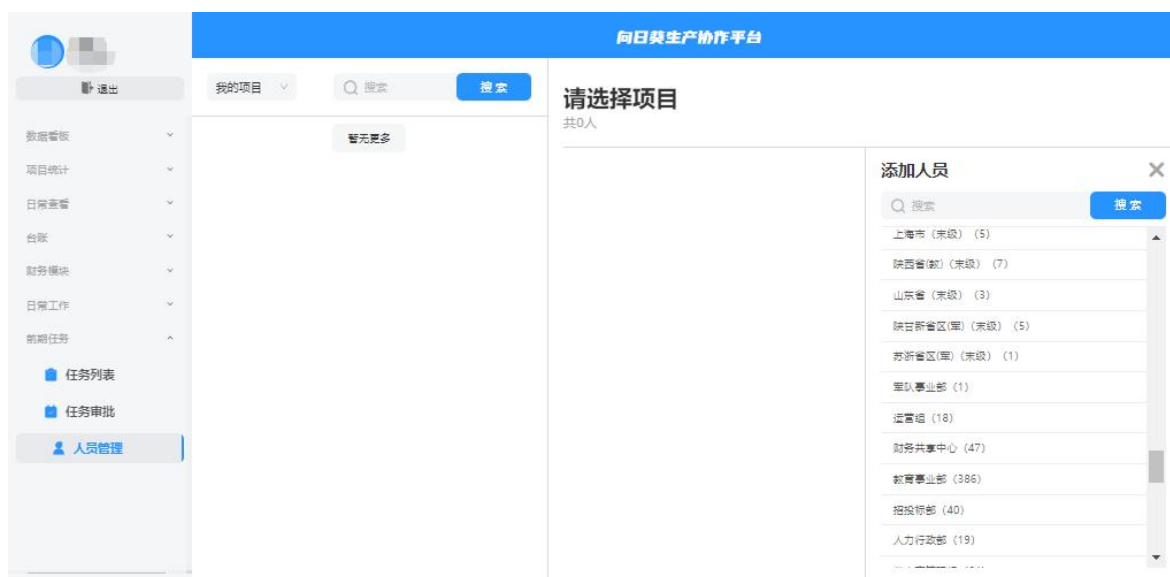 向日葵生产协作平台
退出
数据看板
项目统计
日常查看
台账
财务模块
日常工作
前期任务
任务列表
任务审批
人员管理
我的项目
搜索
搜索
暂无更多
请选择项目
共0人
添加人员
搜索
搜索
上海市（末级）（5）
陕西省(教)（末级）（7）
山东省（末级）（3）
陕甘新省区(军)（末级）（5）
苏浙省区(军)（末级）（1）
军队事业部（1）
运营组（18）
财务共享中心（47）
教育事业部（386）
招投标部（40）
人力行政部（19）